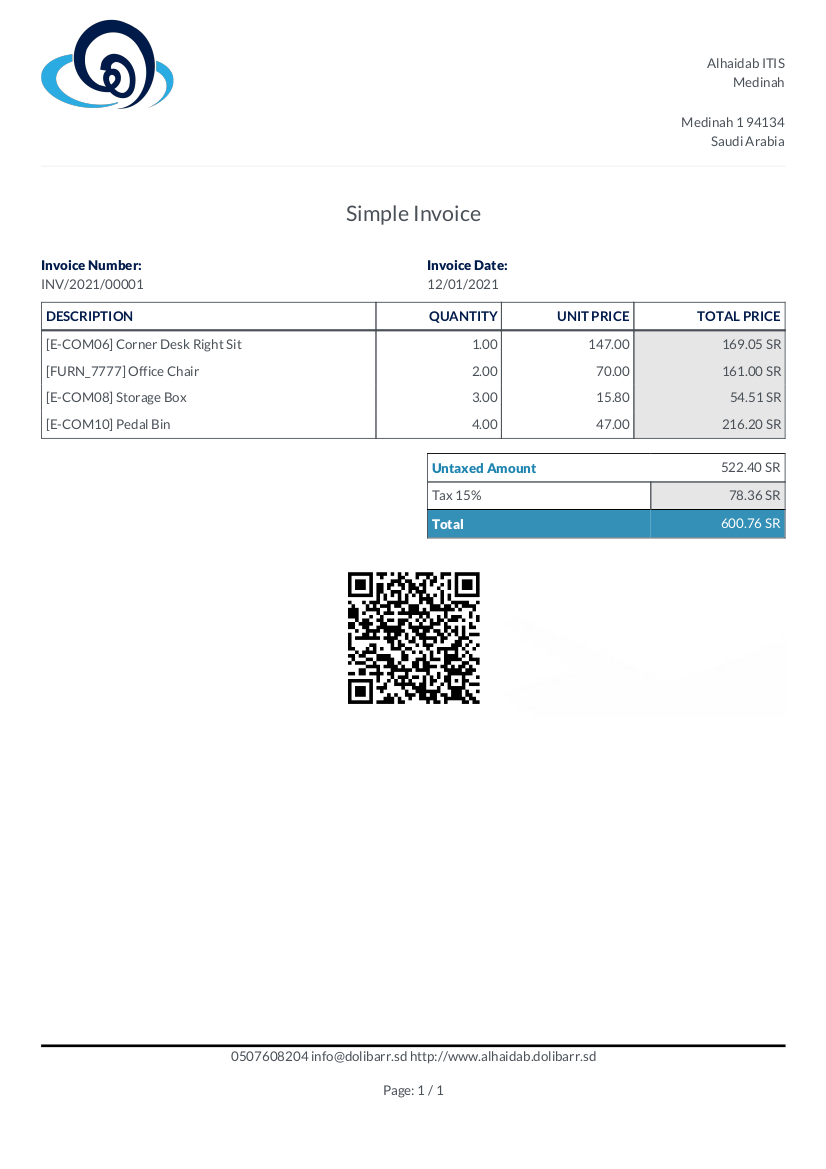 Alhaidab ITIS
Medinah
Medinah 1 94134
Saudi Arabia
Simple Invoice
Invoice Number: Invoice Date:
INV/2021/00001 12/01/2021
DESCRIPTION QUANTITY UNIT PRICE TOTAL PRICE
[E-COM06] Corner Desk Right Sit 1.00 147.00 169.05 SR
[FURN_7777] Office Chair 2.00 70.00 161.00 SR
[E-COM08] Storage Box 3.00 15.80 54.51 SR
[E-COM10] Pedal Bin 4.00 47.00 216.20 SR
Untaxed Amount 522.40 SR
Tax 15% 78.36 SR
Total 600.76 SR
0507608204 info@dolibarr.sd http://www.alhaidab.dolibarr.sd
Page: 1 / 1